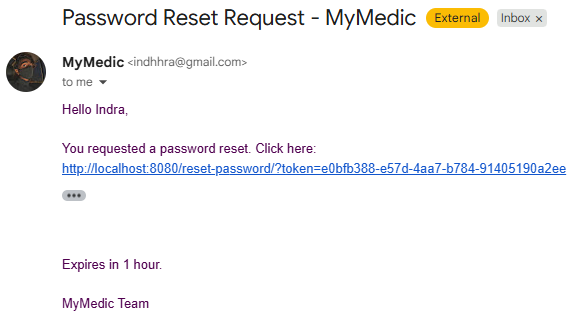 Password Reset Request - MyMedic External Inbox ×
MyMedic <indhhra@gmail.com>
to me
Hello Indra,
You requested a password reset. Click here:
http://localhost:8080/reset-password/?token=e0bfb388-e57d-4aa7-b784-91405190a2ee
Expires in 1 hour.
MyMedic Team